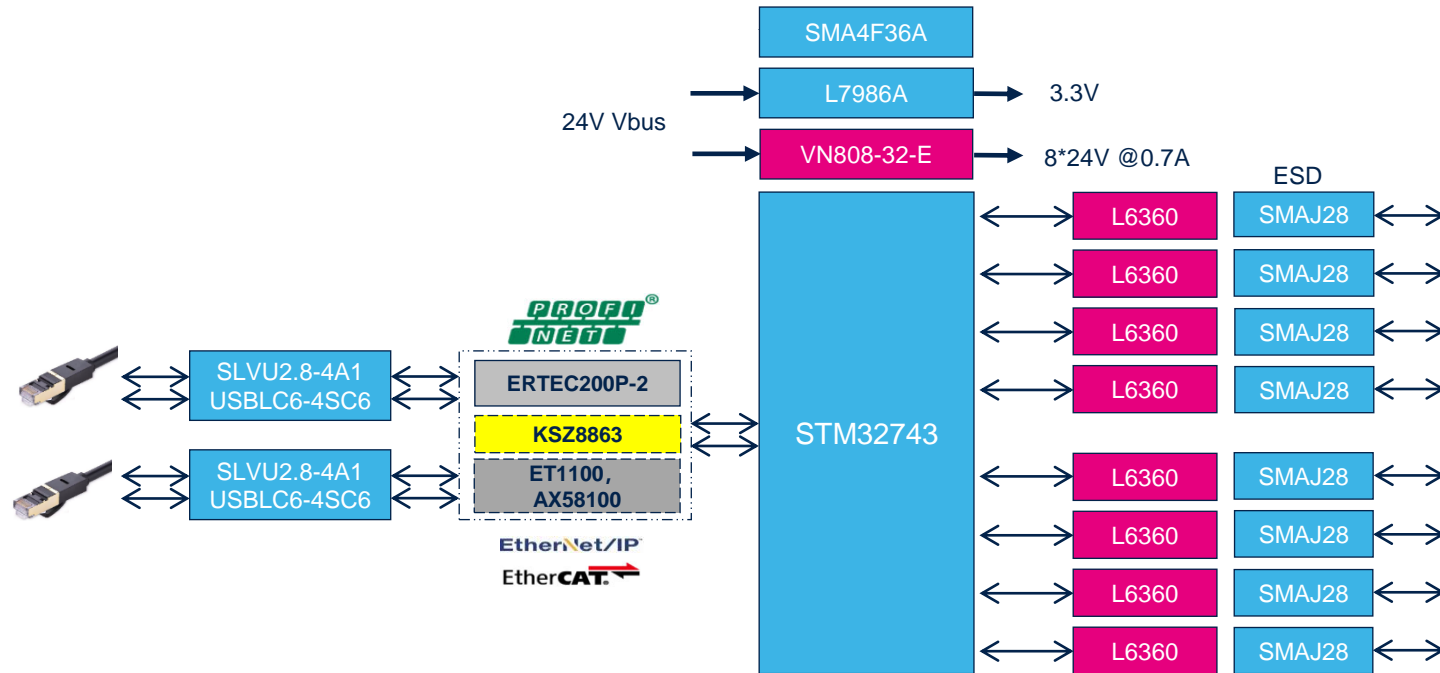 SMA4F36A
L7986A
3.3V
24V Vbus
VN808-32-E
8*24V @0.7A
ESD
L6360
SMAJ28
L6360
SMAJ28
L6360
SMAJ28
L6360
SMAJ28
L6360
SMAJ28
L6360
SMAJ28
L6360
SMAJ28
L6360
SMAJ28
STM32743
PROFI®
NET
SLVU2.8-4A1
USBLC6-4SC6
SLVU2.8-4A1
USBLC6-4SC6
ERTEC200P-2
KSZ8863
ET1100,
AX58100
EtherNet/IP
EtherCAT.